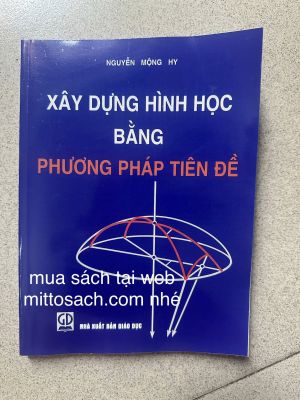 NGUYỄN MỘNG HY
XÂY DỰNG HÌNH HỌC
BẰNG
PHƯƠNG PHÁP TIÊN ĐỀ
mua sách tại web
mittosach.com nhé
GD
NHÀ XUẤT BẢN GIÁO DỤC